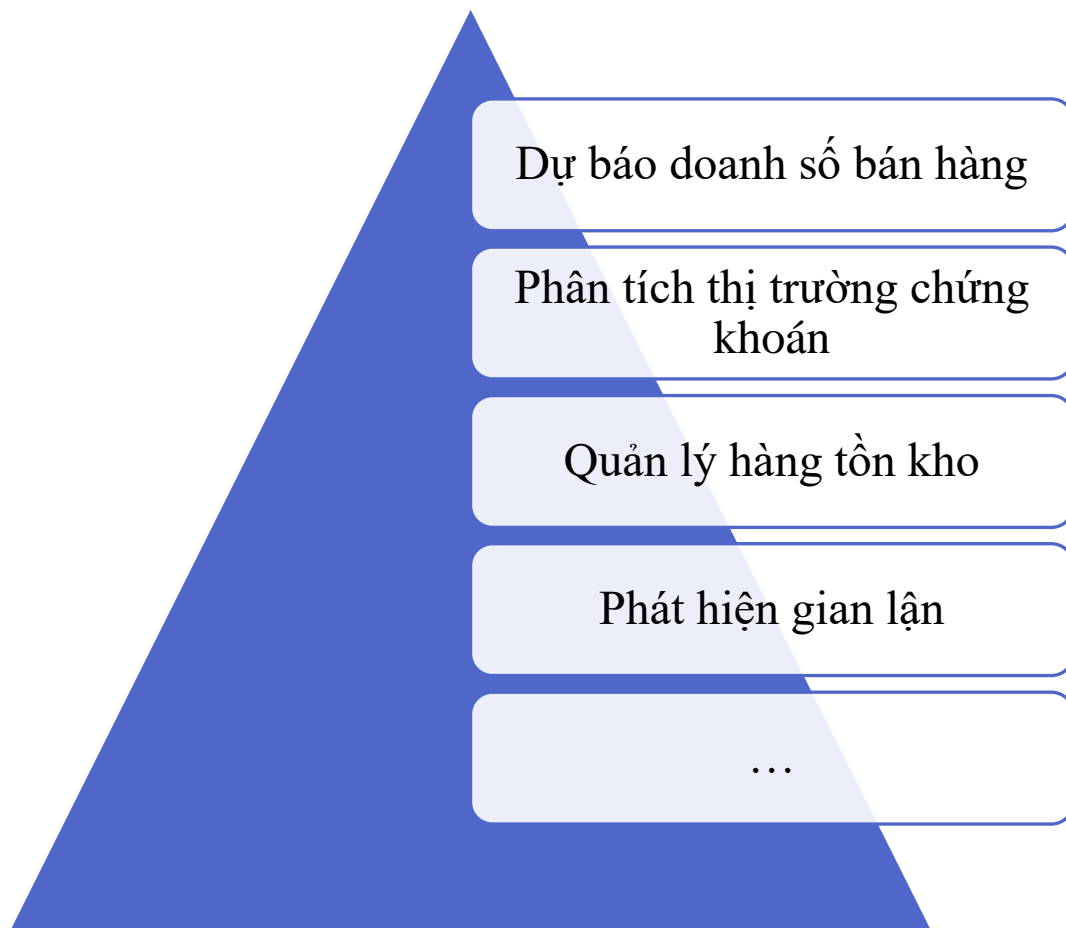 Dự báo doanh số bán hàng
Phân tích thị trường chứng
khoán
Quản lý hàng tồn kho
Phát hiện gian lận
…